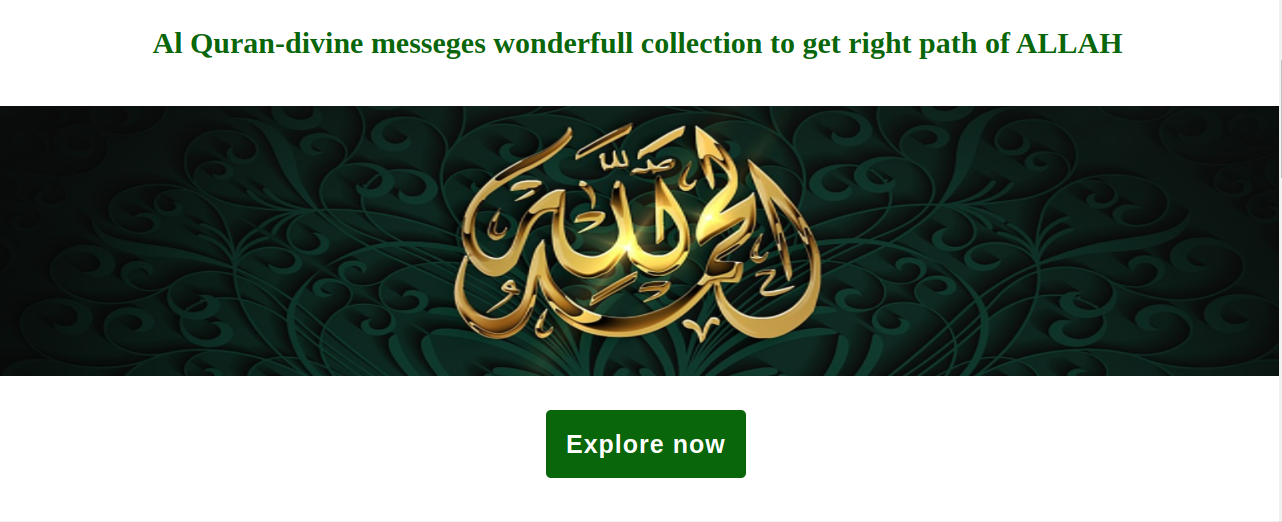 Al Quran-divine messeges wonderfull collection to get right path of ALLAH
الحمد لله
Explore now